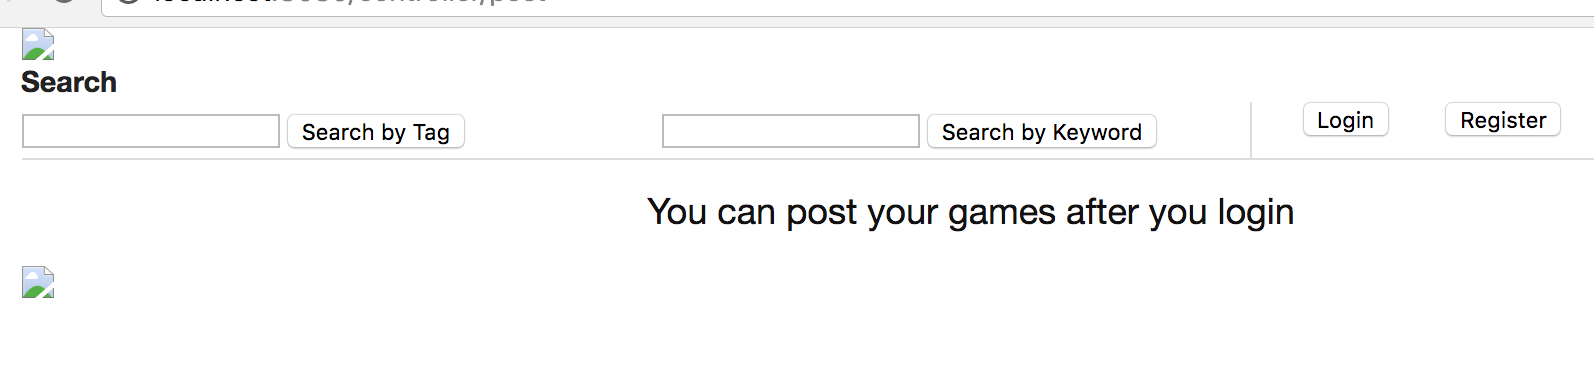 Search
Search by Tag
Search by Keyword
Login
Register
You can post your games after you login